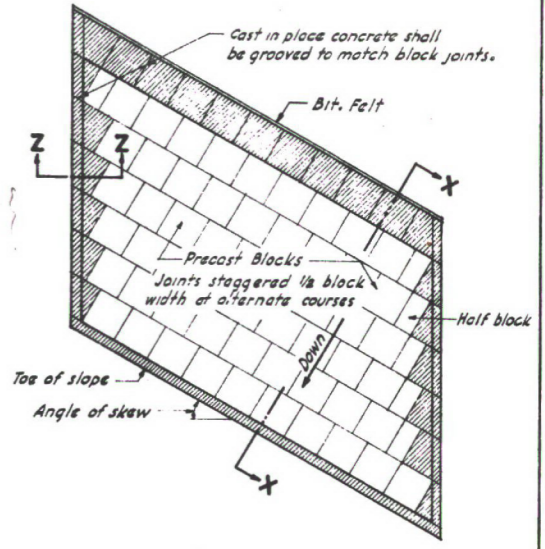 Cast in place concrete shall
be grooved to match block joints.
Bit. Felt
Z Z
X
Precast Blocks
Joints staggered 1/2 block
width at alternate courses
Half block
DOWN
Toe of slope
Angle of skew
X